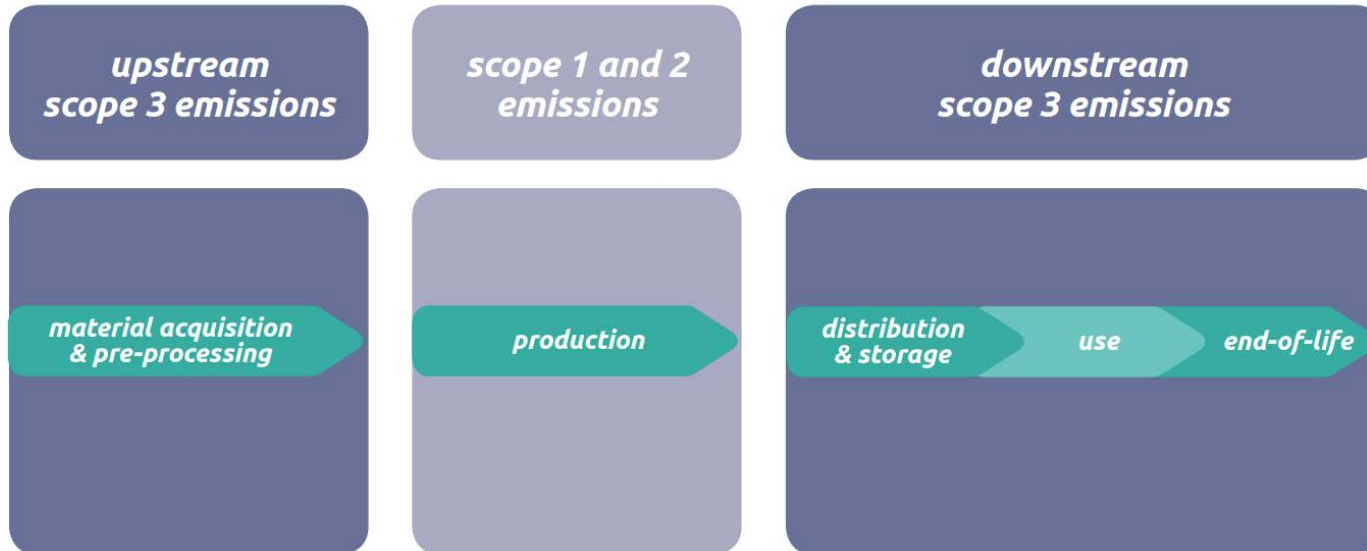 upstream
scope 3 emissions
scope 1 and 2
emissions
downstream
scope 3 emissions
material acquisition
& pre-processing
production
distribution
& storage
use
end-of-life